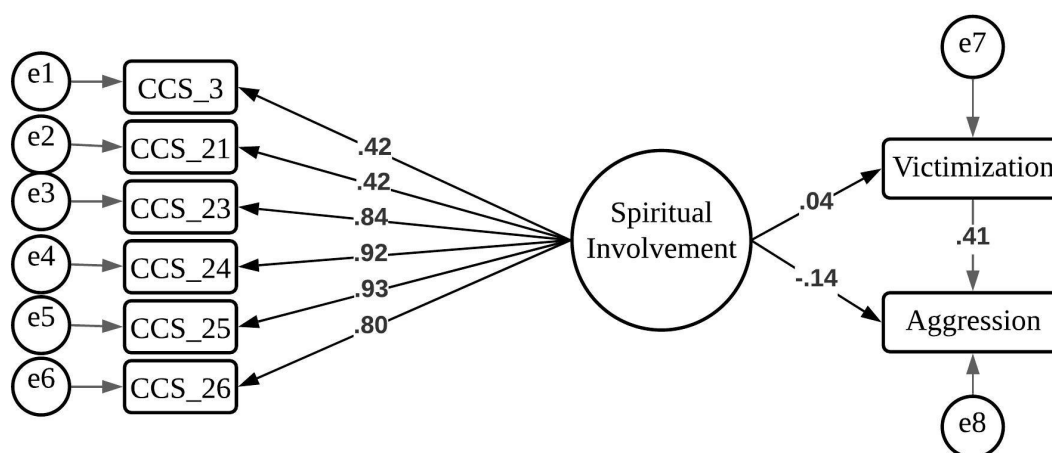 e1
CCS_3
e2
CCS_21
e3
CCS_23
e4
CCS_24
e5
CCS_25
e6
CCS_26
.42
.42
.84
.92
.93
.80
Spiritual
Involvement
.04
-.14
e7
Victimization
.41
Aggression
e8